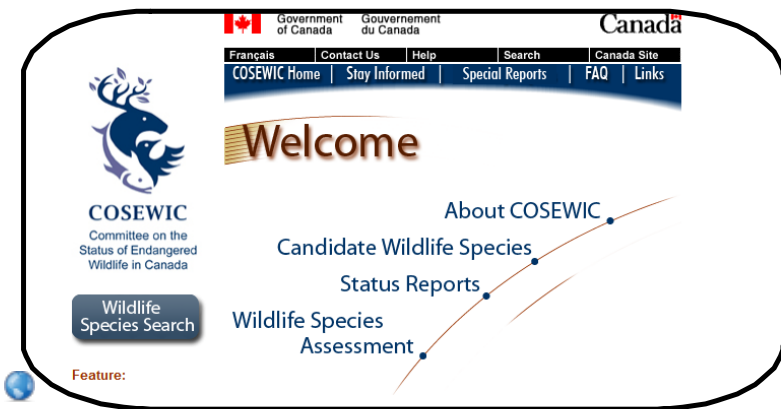 Government of Canada Gouvernement du Canada
Canada
Français Contact Us Help Search Canada Site
COSEWIC Home Stay Informed Special Reports FAQ Links
Welcome
COSEWIC
Committee on the
Status of Endangered
Wildlife in Canada
Wildlife
Species Search
Feature:
About COSEWIC
Candidate Wildlife Species
Status Reports
Wildlife Species
Assessment